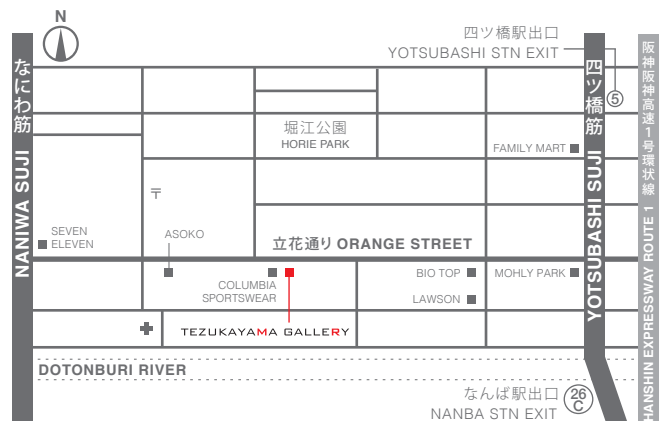 N
四ツ橋駅出口
YOTSUBASHI STN EXIT
5
なにわ筋
NANIWA SUJI
四ツ橋筋
YOTSUBASHI SUJI
阪神阪神高速1号環状線
HANSHIN EXPRESSWAY ROUTE 1
堀江公園
HORIE PARK
FAMILY MART
〒
SEVEN
ELEVEN
ASOKO
立花通り ORANGE STREET
COLUMBIA
SPORTSWEAR
BIO TOP
MOHLY PARK
LAWSON
TEZUKAYAMA GALLERY
DOTONBURI RIVER
なんば駅出口
NANBA STN EXIT
26
C